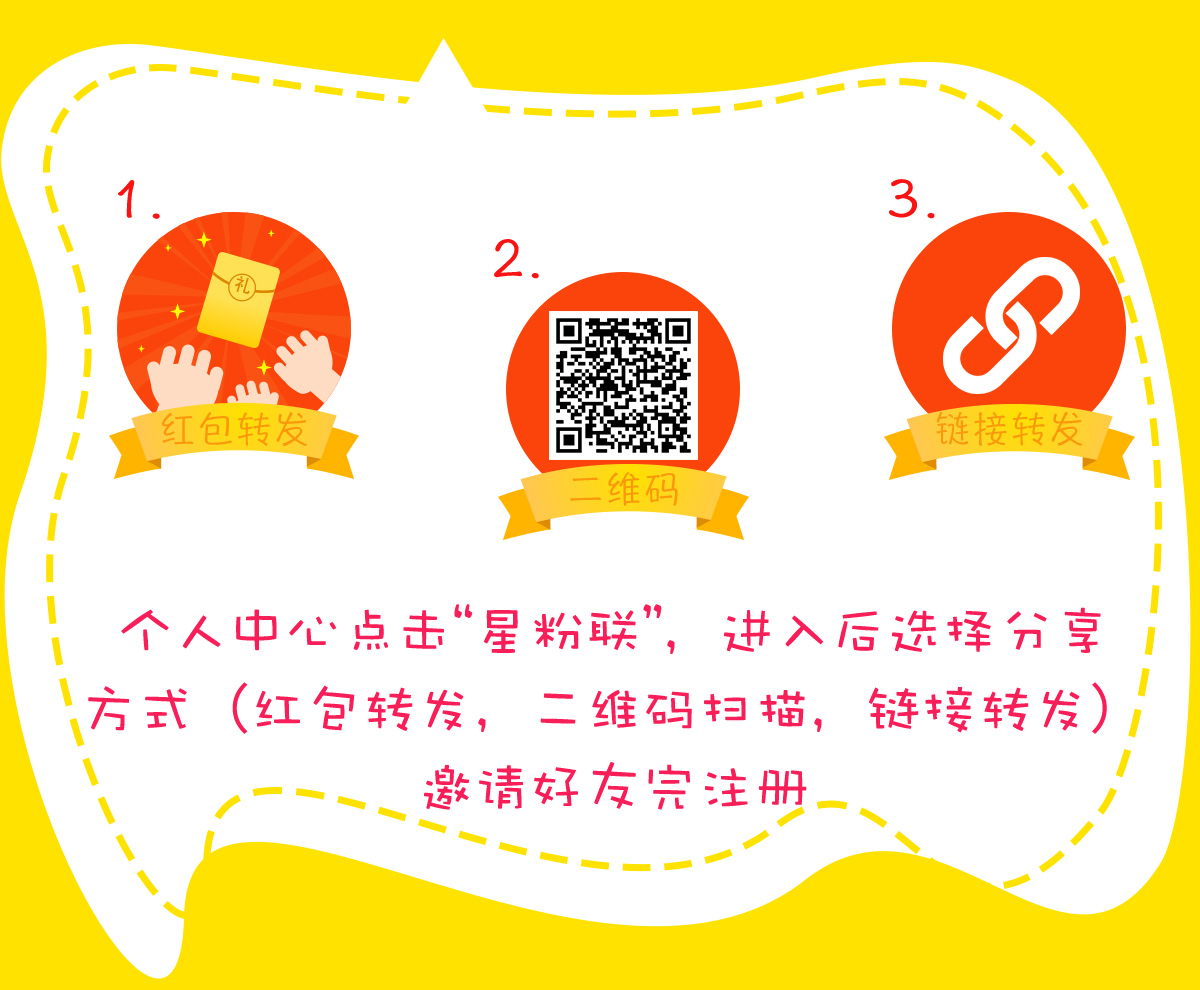 1.
礼
红包转发
2.
二维码
3.
链接转发
个人中心点击“星粉联”，进入后选择分享
方式（红包转发，二维码扫描，链接转发）
邀请好友完注册